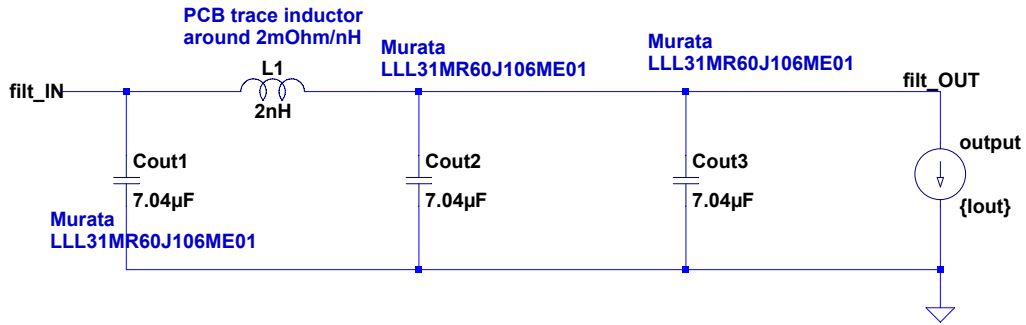 PCB trace inductor
around 2mOhm/nH
L1
2nH
Murata
LLL31MR60J106ME01
Murata
LLL31MR60J106ME01
filt_IN
filt_OUT
Cout1
7.04µF
Cout2
7.04µF
Cout3
7.04µF
output
{Iout}
Murata
LLL31MR60J106ME01